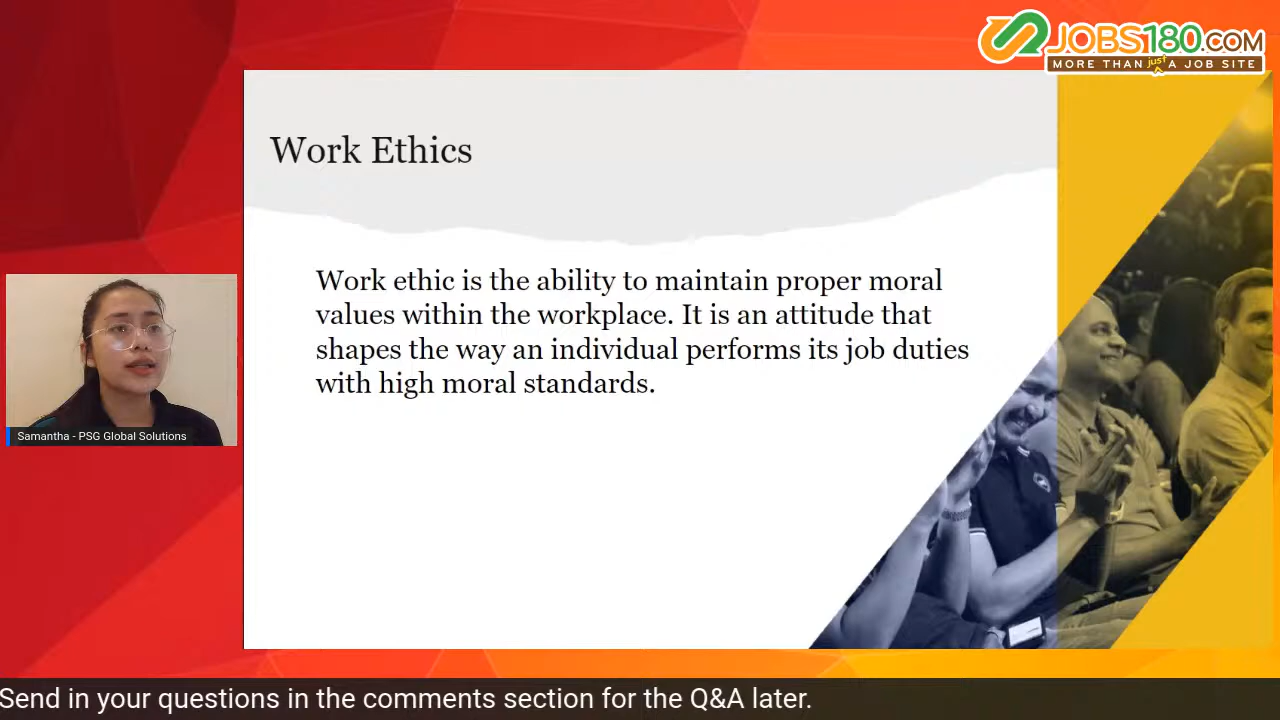 JOBS180.COM
MORE THAN just A JOB SITE
Work Ethics
Work ethic is the ability to maintain proper moral
values within the workplace. It is an attitude that
shapes the way an individual performs its job duties
with high moral standards.
Samantha - PSG Global Solutions
Send in your questions in the comments section for the Q&A later.